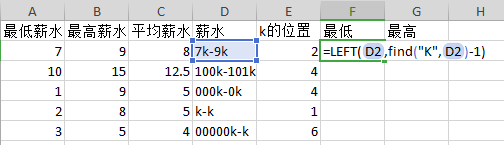 A B C D E F G H
最低薪水 最高薪水 平均薪水 薪水 k的位置 最低 最高
7 9 8 7k-9k 2 =LEFT( D2 ,find("K", D2 )-1)
10 15 12.5 100k-101k 4
1 9 5 000k-0k 4
2 8 5 k-k 1
3 5 4 00000k-k 6